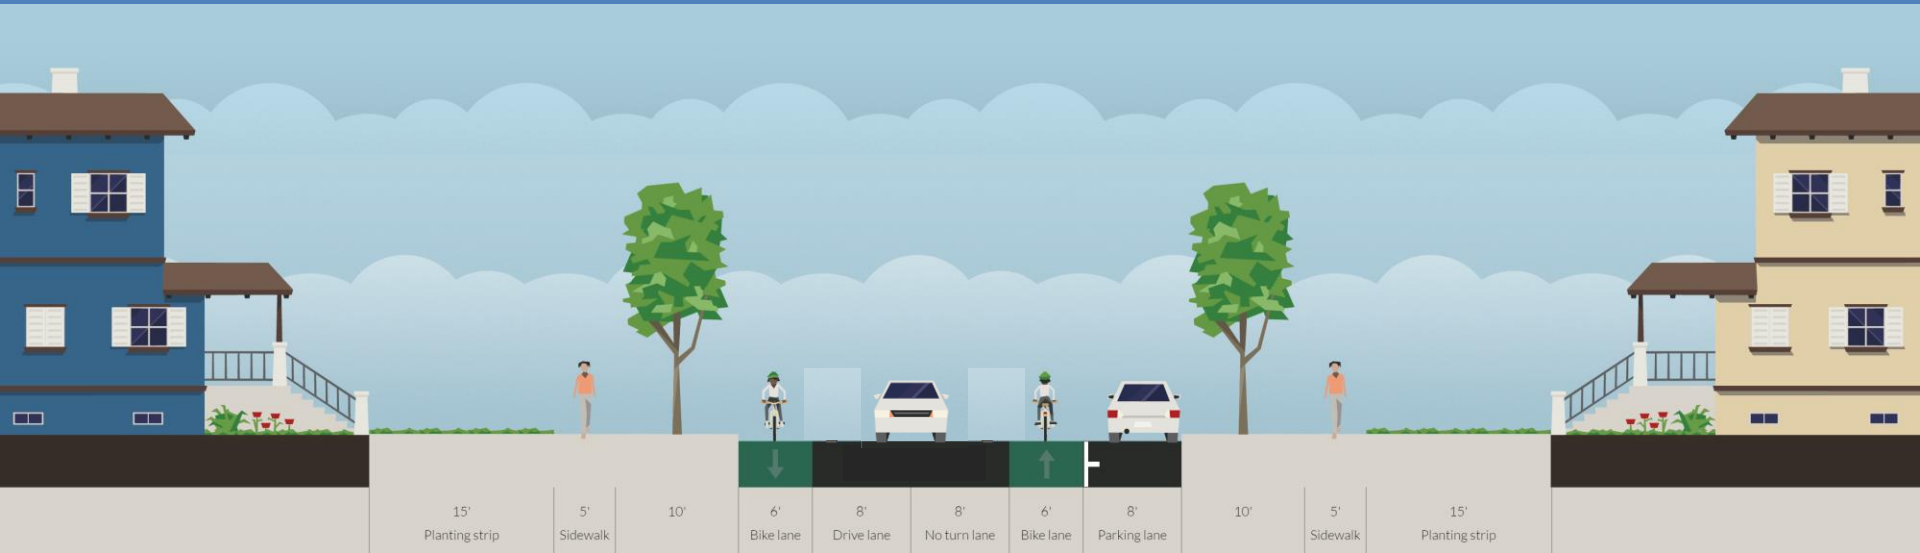 15' 5' 10' 6' 8' 8' 6' 8' 10' 5' 15'
Planting strip Sidewalk Bike lane Drive lane No turn lane Bike lane Parking lane Sidewalk Planting strip